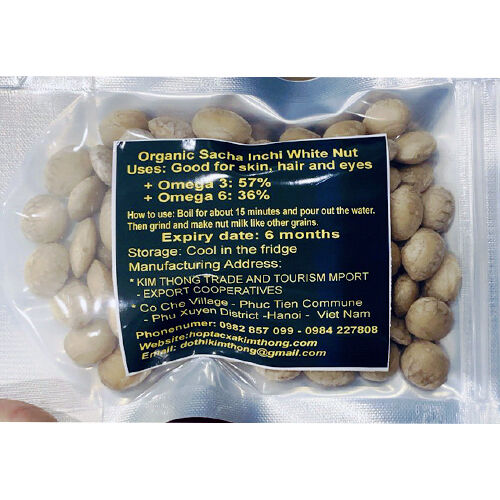 Organic Sacha Inchi White Nut
Uses: Good for skin, hair and eyes
+ Omega 3: 57%
+ Omega 6: 36%
How to use: Boil for about 15 minutes and pour out the water.
Then grind and make nut milk like other grains.
Expiry date: 6 months
Storage: Cool in the fridge
Manufacturing Address:
* KIM THONG TRADE AND TOURISM MPORT
- EXPORT COOPERATIVES
* Co Che Village - Phuc Tien Commune
- Phu Xuyen District -Hanoi - Viet Nam
Phonenumer: 0982 857 099 - 0984 227808
Website:hoptacxakimthong.com
Email: dothikimthong@gmail.com